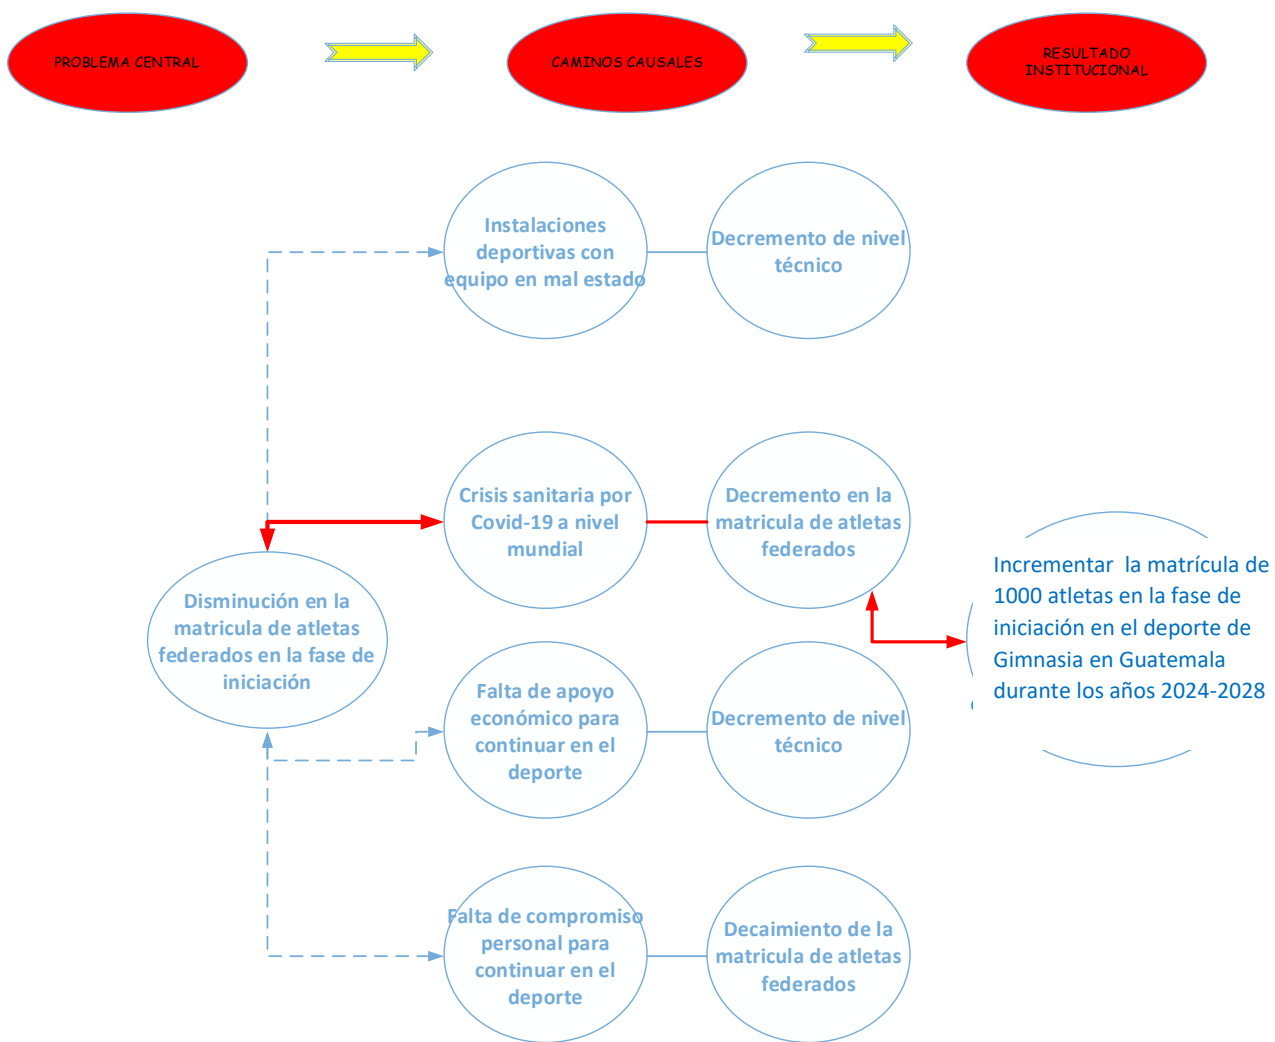 PROBLEMA CENTRAL
CAMINOS CAUSALES
RESULTADO
INSTITUCIONAL
Instalaciones
deportivas con
equipo en mal estado
Decremento de nivel
técnico
Crisis sanitaria por
Covid-19 a nivel
mundial
Decremento en la
matricula de atletas
federados
Disminución en la
matricula de atletas
federados en la fase de
iniciación
Incrementar  la matrícula de
1000 atletas en la fase de
iniciación en el deporte de
Gimnasia en Guatemala
durante los años 2024-2028
Falta de apoyo
económico para
continuar en el
deporte
Decremento de nivel
técnico
Falta de compromiso
personal para
continuar en el
deporte
Decaimiento de la
matricula de atletas
federados